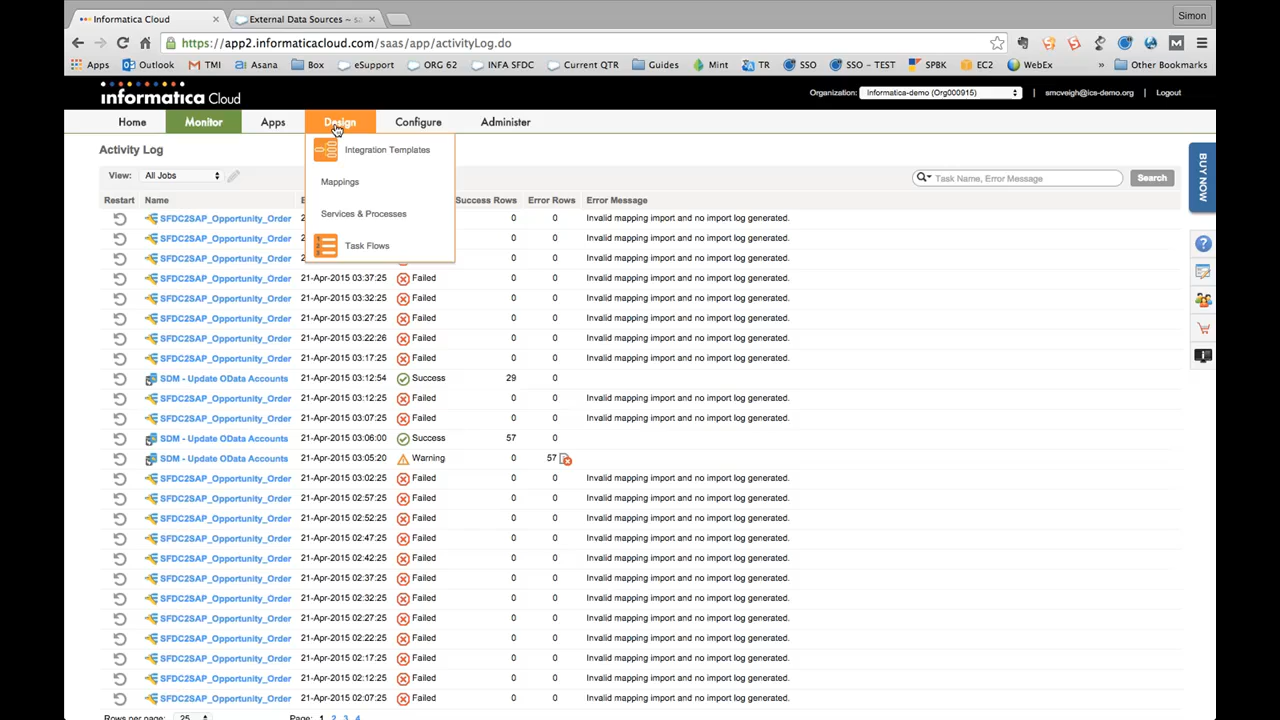 Informatica Cloud × External Data Sources ~ sa × Simon
https://app2.informaticacloud.com/saas/app/activityLog.do
Apps Outlook TMI Asana Box eSupport ORG 62 INFA SFDC Current QTR Guides Mint TR SSO SSO - TEST SPBK EC2 WebEx » Other Bookmarks
informatica Cloud Organization: Informatica-demo (Org000915) | smcveigh@ics-demo.org | Logout
Home Monitor Apps Design Configure Administer
Activity Log Integration Templates
View: All Jobs Task Name, Error Message Search
Mappings
BUY NOW
Restart Name Success Rows Error Rows Error Message
Services & Processes
SFDC2SAP_Opportunity_Order 0 0 Invalid mapping import and no import log generated.
SFDC2SAP_Opportunity_Order 0 0 Invalid mapping import and no import log generated.
Task Flows
SFDC2SAP_Opportunity_Order 0 0 Invalid mapping import and no import log generated.
SFDC2SAP_Opportunity_Order 21-Apr-2015 03:37:25 Failed 0 0 Invalid mapping import and no import log generated.
SFDC2SAP_Opportunity_Order 21-Apr-2015 03:32:25 Failed 0 0 Invalid mapping import and no import log generated.
SFDC2SAP_Opportunity_Order 21-Apr-2015 03:27:25 Failed 0 0 Invalid mapping import and no import log generated.
SFDC2SAP_Opportunity_Order 21-Apr-2015 03:22:26 Failed 0 0 Invalid mapping import and no import log generated.
SFDC2SAP_Opportunity_Order 21-Apr-2015 03:17:25 Failed 0 0 Invalid mapping import and no import log generated.
SDM - Update OData Accounts 21-Apr-2015 03:12:54 Success 29 0
SFDC2SAP_Opportunity_Order 21-Apr-2015 03:12:25 Failed 0 0 Invalid mapping import and no import log generated.
SFDC2SAP_Opportunity_Order 21-Apr-2015 03:07:25 Failed 0 0 Invalid mapping import and no import log generated.
SDM - Update OData Accounts 21-Apr-2015 03:06:00 Success 57 0
SDM - Update OData Accounts 21-Apr-2015 03:05:20 Warning 0 57
SFDC2SAP_Opportunity_Order 21-Apr-2015 03:02:25 Failed 0 0 Invalid mapping import and no import log generated.
SFDC2SAP_Opportunity_Order 21-Apr-2015 02:57:25 Failed 0 0 Invalid mapping import and no import log generated.
SFDC2SAP_Opportunity_Order 21-Apr-2015 02:52:25 Failed 0 0 Invalid mapping import and no import log generated.
SFDC2SAP_Opportunity_Order 21-Apr-2015 02:47:25 Failed 0 0 Invalid mapping import and no import log generated.
SFDC2SAP_Opportunity_Order 21-Apr-2015 02:42:25 Failed 0 0 Invalid mapping import and no import log generated.
SFDC2SAP_Opportunity_Order 21-Apr-2015 02:37:25 Failed 0 0 Invalid mapping import and no import log generated.
SFDC2SAP_Opportunity_Order 21-Apr-2015 02:32:25 Failed 0 0 Invalid mapping import and no import log generated.
SFDC2SAP_Opportunity_Order 21-Apr-2015 02:27:25 Failed 0 0 Invalid mapping import and no import log generated.
SFDC2SAP_Opportunity_Order 21-Apr-2015 02:22:25 Failed 0 0 Invalid mapping import and no import log generated.
SFDC2SAP_Opportunity_Order 21-Apr-2015 02:17:25 Failed 0 0 Invalid mapping import and no import log generated.
SFDC2SAP_Opportunity_Order 21-Apr-2015 02:12:25 Failed 0 0 Invalid mapping import and no import log generated.
SFDC2SAP_Opportunity_Order 21-Apr-2015 02:07:25 Failed 0 0 Invalid mapping import and no import log generated.
Rows per page: 25 Page: 1 2 3 4